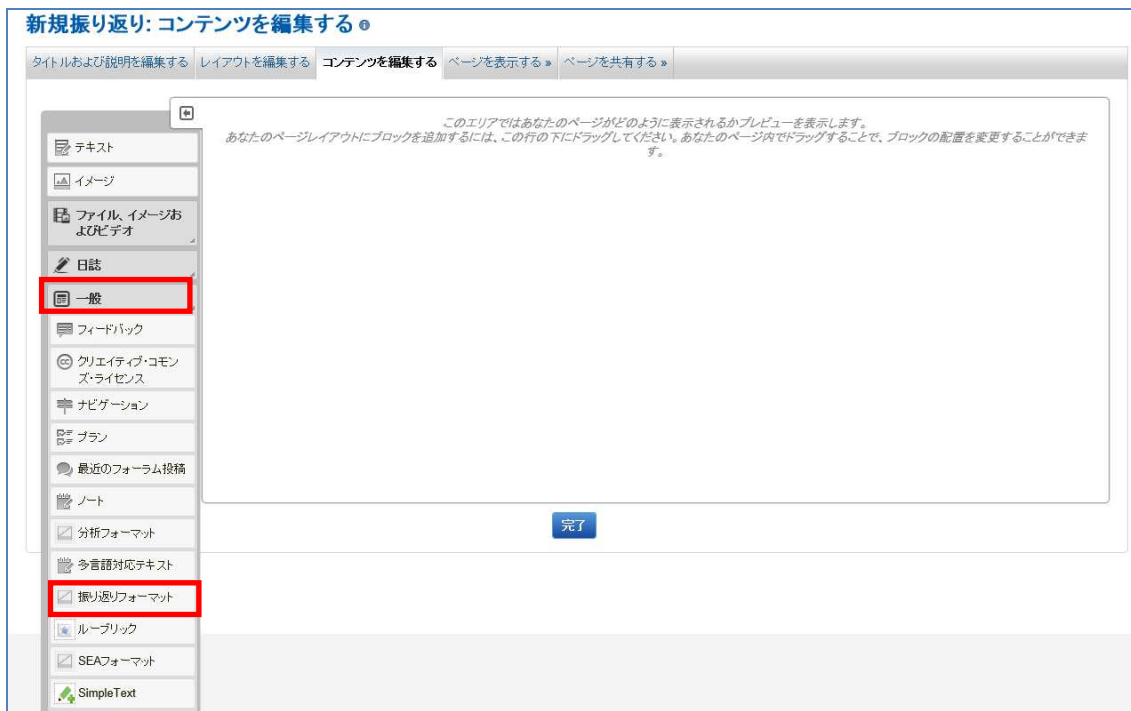 新規振り返り: コンテンツを編集する
タイトルおよび説明を編集する レイアウトを編集する コンテンツを編集する ページを表示する » ページを共有する »
このエリアではあなたのページがどのように表示されるかプレビューを表示します。
あなたのページレイアウトにブロックを追加するには、この行の下にドラッグしてください。あなたのページ内でドラッグすることで、ブロックの配置を変更することができま
す。
テキスト
イメージ
ファイル、イメージお
よびビデオ
日誌
一般
フィードバック
クリエイティブ・コモン
ズ・ライセンス
ナビゲーション
プラン
最近のフォーラム投稿
ノート
分析フォーマット
多言語対応テキスト
振り返りフォーマット
ルーブリック
SEAフォーマット
SimpleText
完了